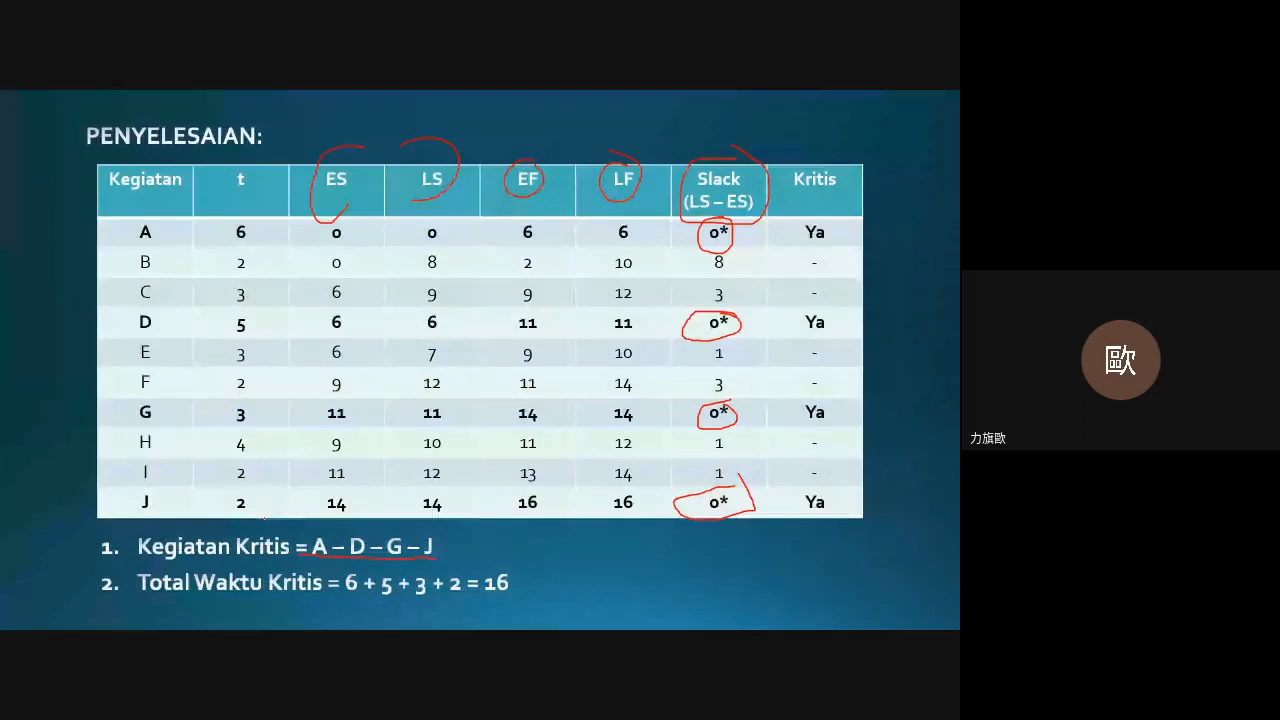 PENYELESAIAN:
Kegiatan t ES LS EF LF Slack (LS – ES) Kritis
A 6 0 0 6 6 0* Ya
B 2 0 8 2 10 8 -
C 3 6 9 9 12 3 -
D 5 6 6 11 11 0* Ya
E 3 6 7 9 10 1 -
F 2 9 12 11 14 3 -
G 3 11 11 14 14 0* Ya
H 4 9 10 11 12 1 -
I 2 11 12 13 14 1 -
J 2 14 14 16 16 0* Ya
1. Kegiatan Kritis = A – D – G – J
2. Total Waktu Kritis = 6 + 5 + 3 + 2 = 16
歐
力旗歐